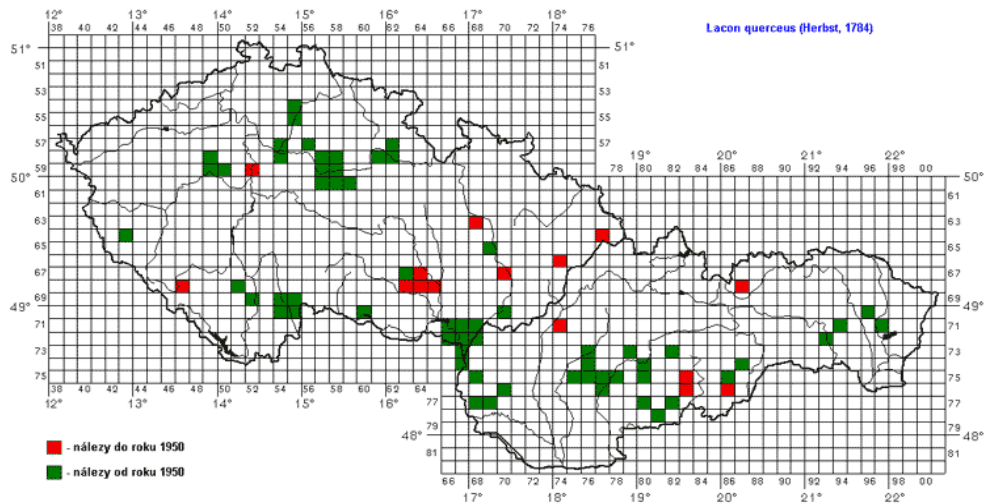 12° 13° 14° 15° 16° 17° 18°
38 40 42 44 46 48 50 52 54 56 58 60 62 64 66 68 70 72 74 76
Lacon querceus (Herbst, 1784)
51° 51°
51 51
53 53
55 55
57 57
19° 20° 21° 22°
59 78 80 82 84 86 88 90 92 94 96 98 00
50° 50°
61 61
63 63
65 65
67 67
49° 69 69 49°
71 71
73 73
75 75
38 40 42 44 46 48 50 52 54 56 58 60 62 64
12° 13° 14° 15° 16°
77 77
79 79
48° 48°
81 81
- nálezy do roku 1950
- nálezy od roku 1950
66 68 70 72 74 76 78 80 82 84 86 88 90 92 94 96 98 00
17° 18° 19° 20° 21° 22°